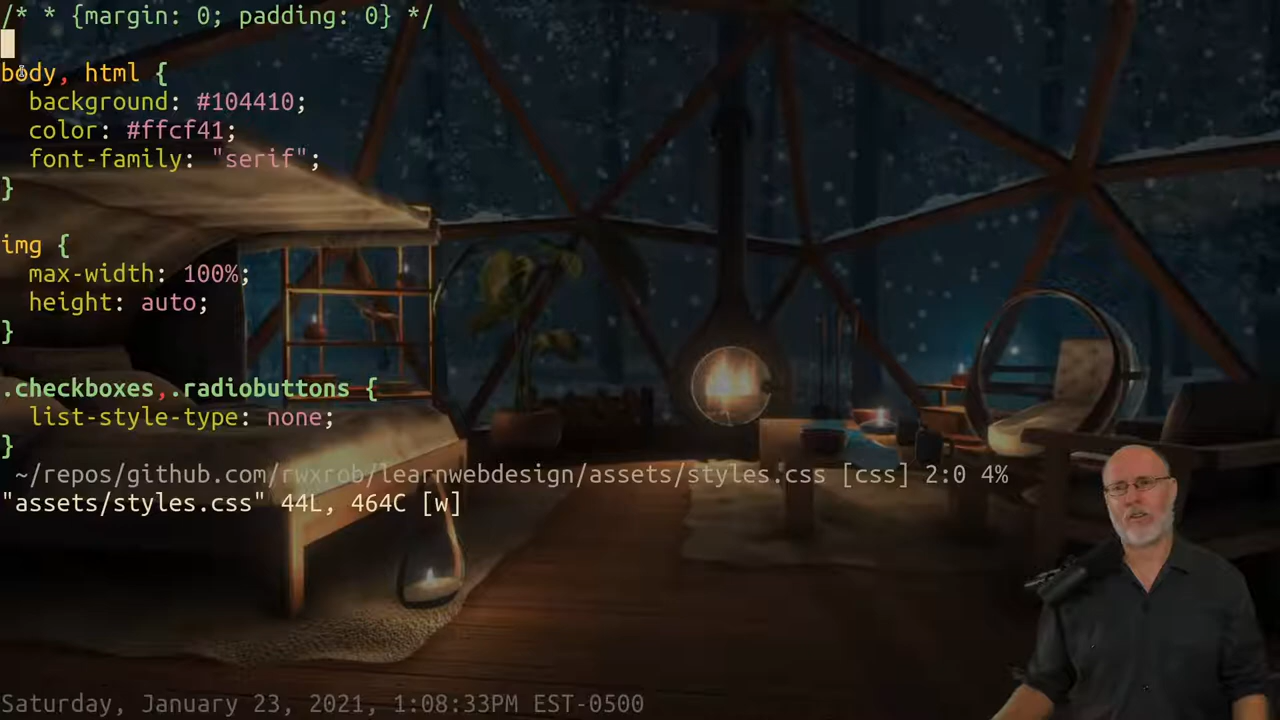 /* * {margin: 0; padding: 0} */
body, html {
  background: #104410;
  color: #ffcf41;
  font-family: "serif";
}
img {
  max-width: 100%;
  height: auto;
}
.checkboxes,.radiobuttons {
  list-style-type: none;
}
~/repos/github.com/rwxrob/learnwebdesign/assets/styles.css [css] 2:0 4%
"assets/styles.css" 44L, 464C [w]
Saturday, January 23, 2021, 1:08:33PM EST-0500